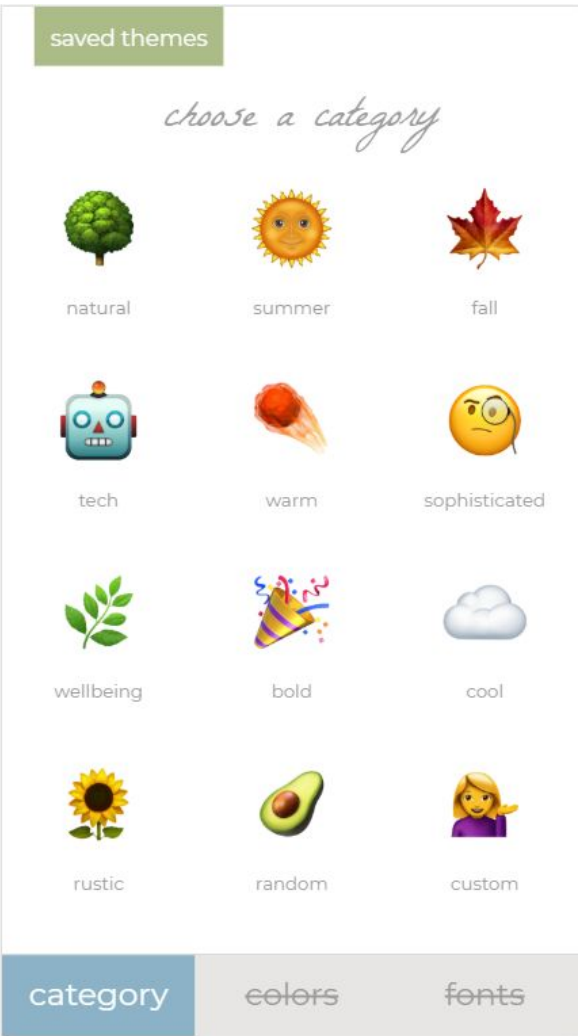 saved themes
choose a category
natural summer fall
tech warm sophisticated
wellbeing bold cool
rustic random custom
category colors fonts